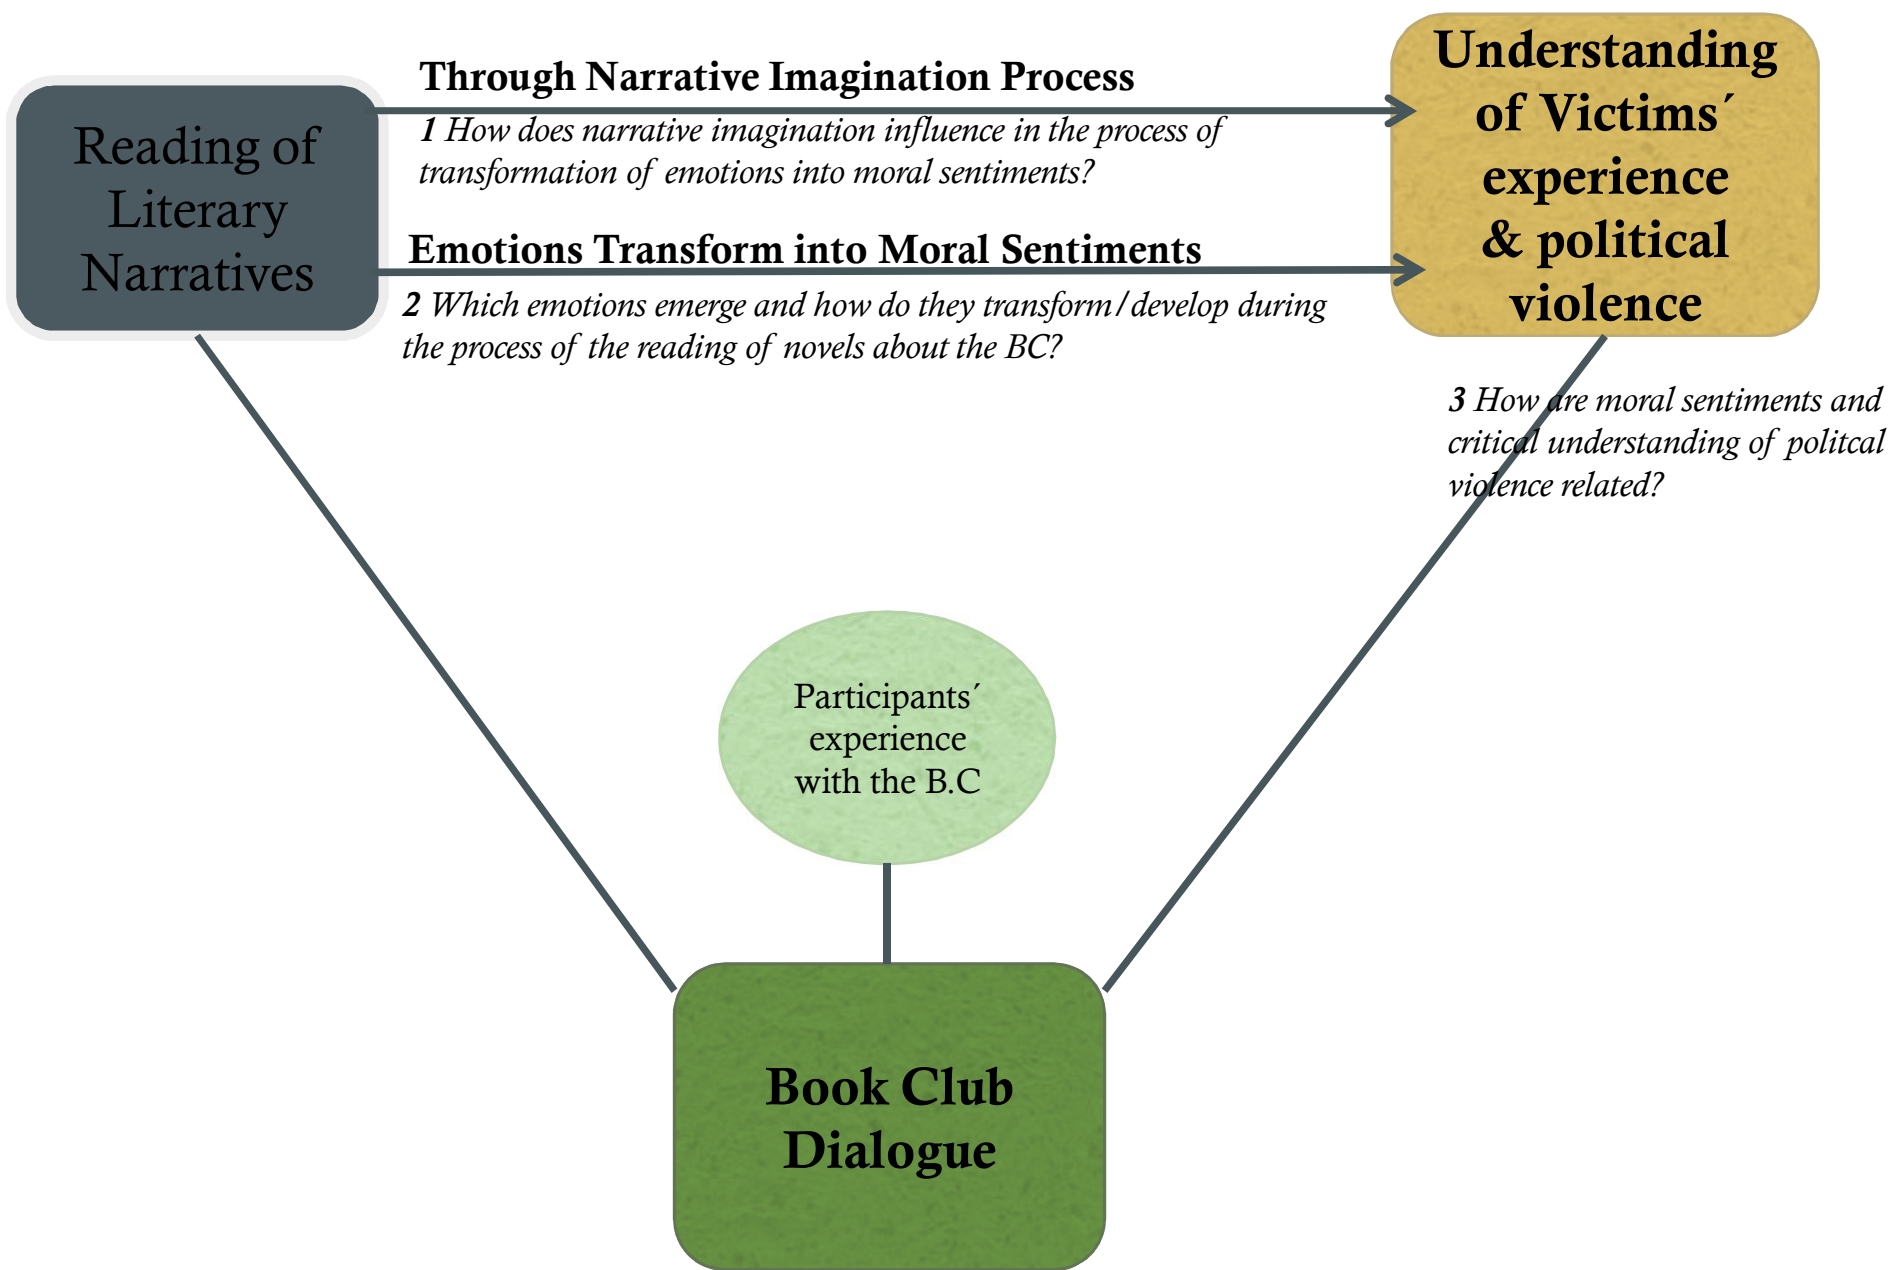 Reading of
Literary
Narratives
Through Narrative Imagination Process
1 How does narrative imagination influence in the process of
transformation of emotions into moral sentiments?
Emotions Transform into Moral Sentiments
2 Which emotions emerge and how do they transform/develop during
the process of the reading of novels about the BC?
Understanding
of Victims´
experience
& political
violence
3 How are moral sentiments and
critical understanding of politcal
violence related?
Participants´
experience
with the B.C
Book Club
Dialogue